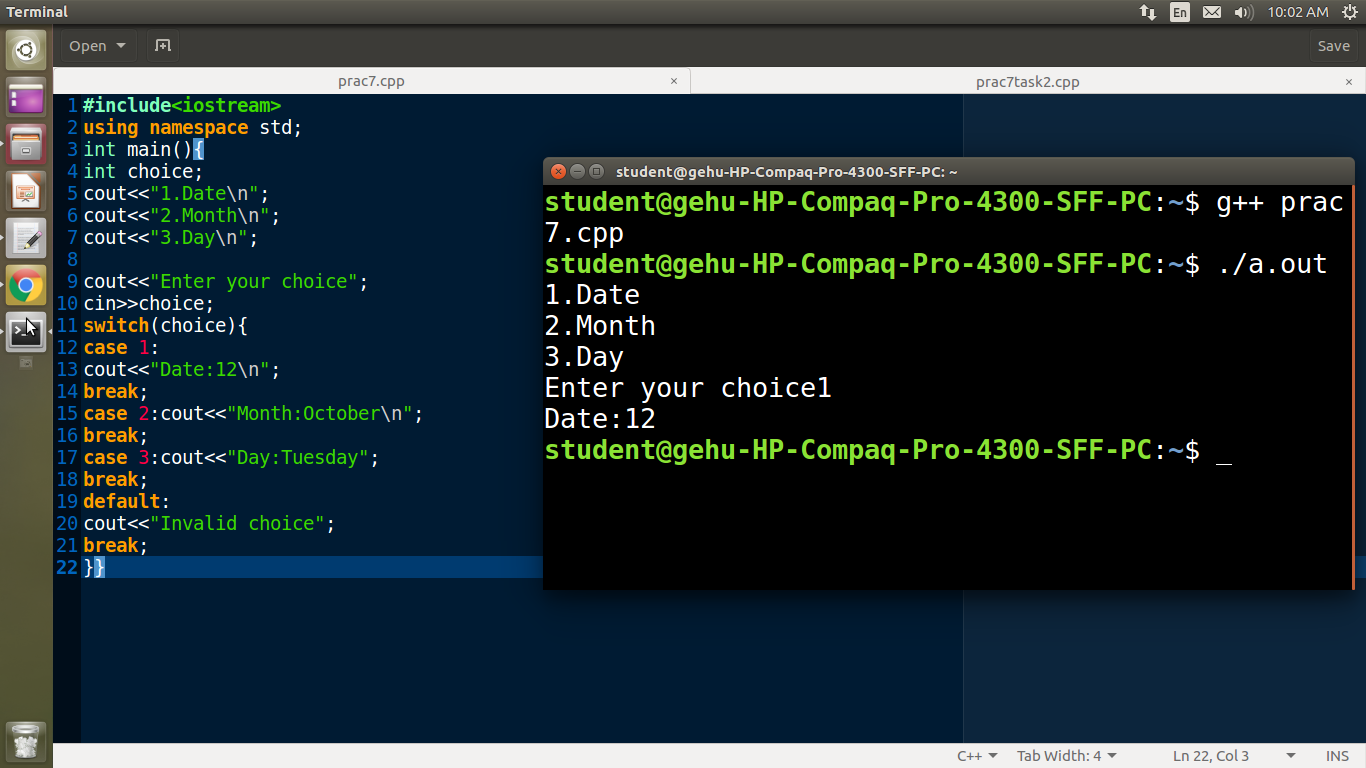 Terminal
En
10:02 AM
Open
Save
prac7.cpp
×
prac7task2.cpp
×
1 #include<iostream>
2 using namespace std;
3 int main(){
4 int choice;
5 cout<<"1.Date\n";
6 cout<<"2.Month\n";
7 cout<<"3.Day\n";
8
9 cout<<"Enter your choice";
10 cin>>choice;
11 switch(choice){
12 case 1:
13 cout<<"Date:12\n";
14 break;
15 case 2:cout<<"Month:October\n";
16 break;
17 case 3:cout<<"Day:Tuesday";
18 break;
19 default:
20 cout<<"Invalid choice";
21 break;
22 }}
student@gehu-HP-Compaq-Pro-4300-SFF-PC: ~
student@gehu-HP-Compaq-Pro-4300-SFF-PC:~$ g++ prac
7.cpp
student@gehu-HP-Compaq-Pro-4300-SFF-PC:~$ ./a.out
1.Date
2.Month
3.Day
Enter your choice1
Date:12
student@gehu-HP-Compaq-Pro-4300-SFF-PC:~$ _
C++
Tab Width: 4
Ln 22, Col 3
INS